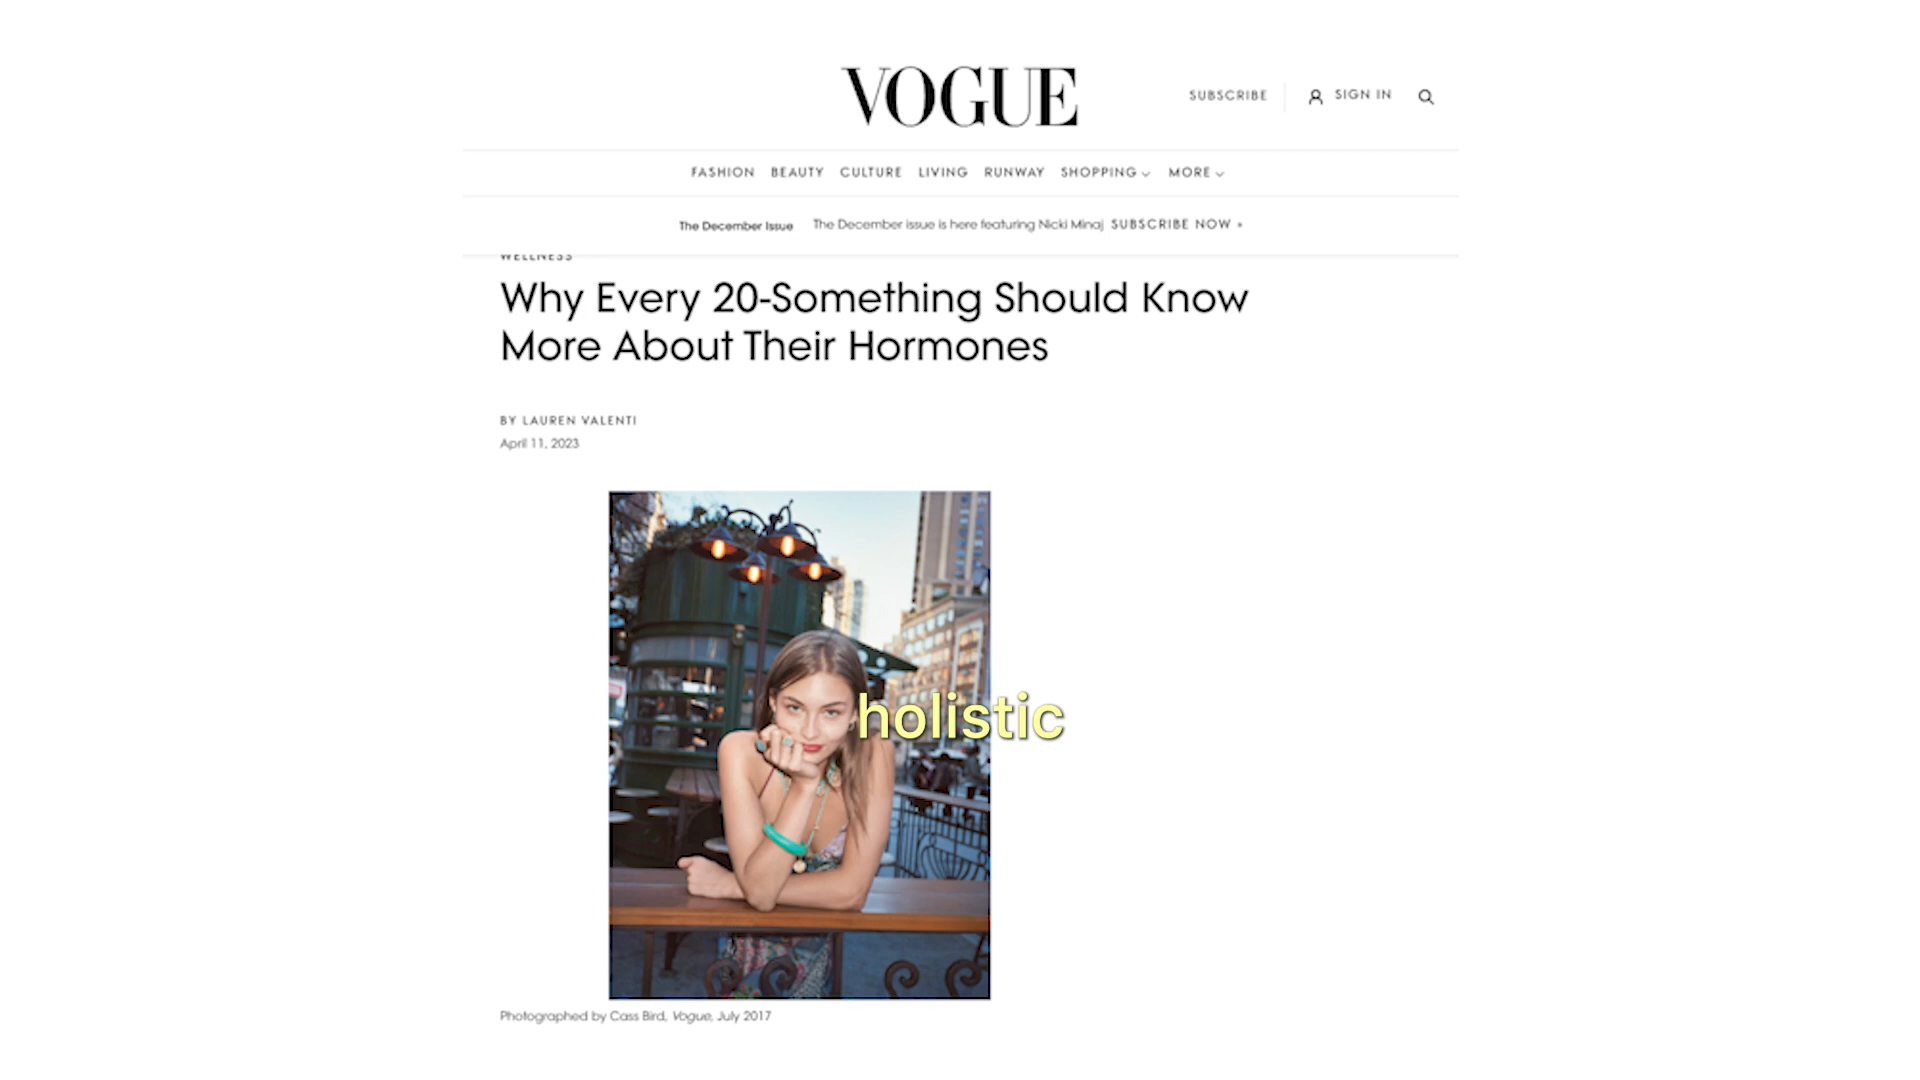 VOGUE
SUBSCRIBE
SIGN IN
FASHION BEAUTY CULTURE LIVING RUNWAY SHOPPING MORE
The December Issue The December issue is here featuring Nicki Minaj SUBSCRIBE NOW »
WELLNESS
Why Every 20-Something Should Know
More About Their Hormones
BY LAUREN VALENTI
April 11, 2023
holistic
Photographed by Cass Bird, Vogue, July 2017